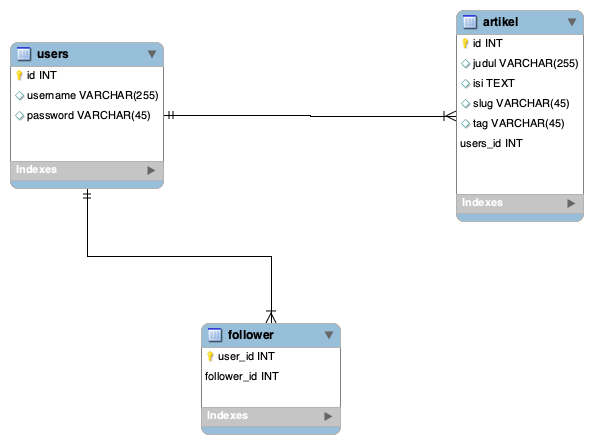 users
id INT
username VARCHAR(255)
password VARCHAR(45)
Indexes
artikel
id INT
judul VARCHAR(255)
isi TEXT
slug VARCHAR(45)
tag VARCHAR(45)
users_id INT
Indexes
follower
user_id INT
follower_id INT
Indexes